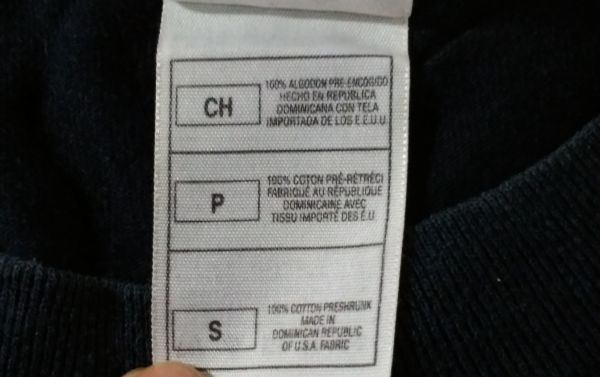 CH
100% ALGODON PRE-ENCOGIDO
HECHO EN REPUBLICA
DOMINICANA CON TELA
IMPORTADA DE LOS E.E.U.U.
P
100% COTON PRÉ-RÉTRÉCI
FABRIQUÉ AU RÉPUBLIQUE
DOMINICAINE AVEC
TISSU IMPORTÉ DES É.U.
S
100% COTTON PRESHRUNK
MADE IN
DOMINICAN REPUBLIC
OF U.S.A. FABRIC